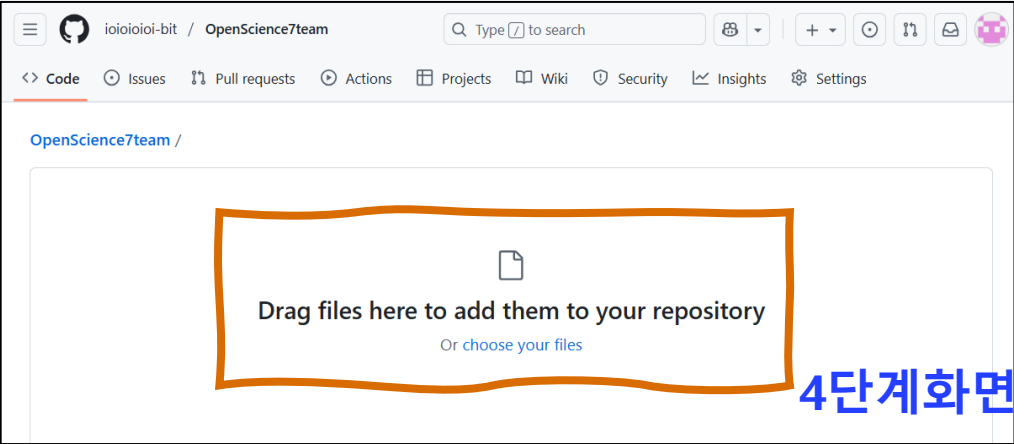 ioioioioi-bit / OpenScience7team Type / to search
Code Issues Pull requests Actions Projects Wiki Security Insights Settings
OpenScience7team /
Drag files here to add them to your repository
Or choose your files
4단계화면